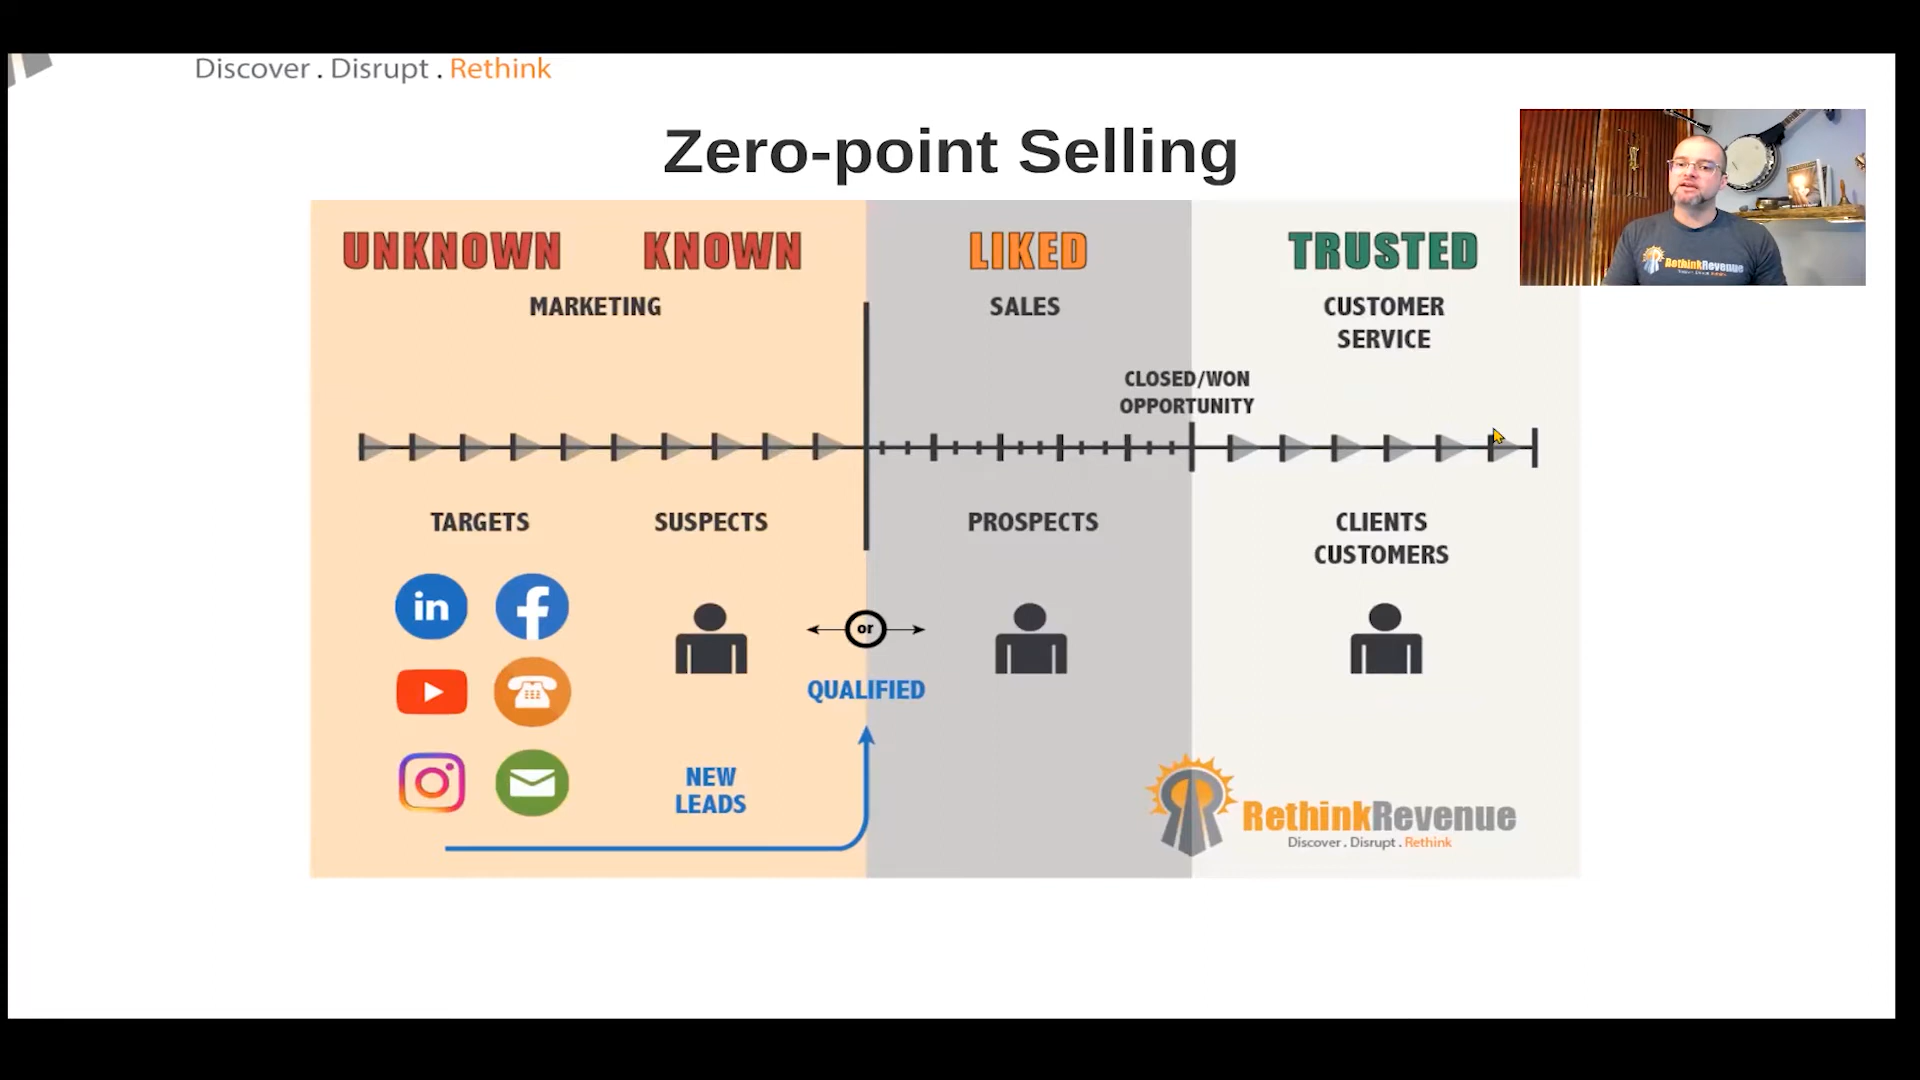 Discover . Disrupt . Rethink
Zero-point Selling
UNKNOWN
KNOWN
LIKED
TRUSTED
MARKETING
SALES
CUSTOMER
SERVICE
CLOSED/WON
OPPORTUNITY
TARGETS
SUSPECTS
PROSPECTS
CLIENTS
CUSTOMERS
in
f
or
QUALIFIED
NEW
LEADS
RethinkRevenue
Discover . Disrupt . Rethink
RethinkRevenue